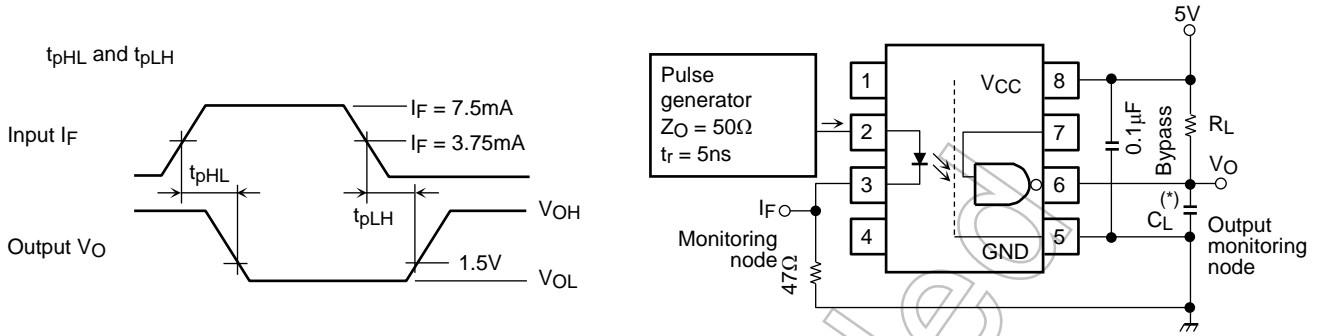 tpHL and tpLH
Input IF
IF = 7.5mA
IF = 3.75mA
tpHL
tpLH
VOH
Output VO
1.5V
VOL
5V
Pulse
generator
ZO = 50Ω
tr = 5ns
1
2
3
4
VCC
8
7
6
5
GND
0.1μF
Bypass
RL
VO
(*)
CL
IF
Monitoring
node
47Ω
Output
monitoring
node
led